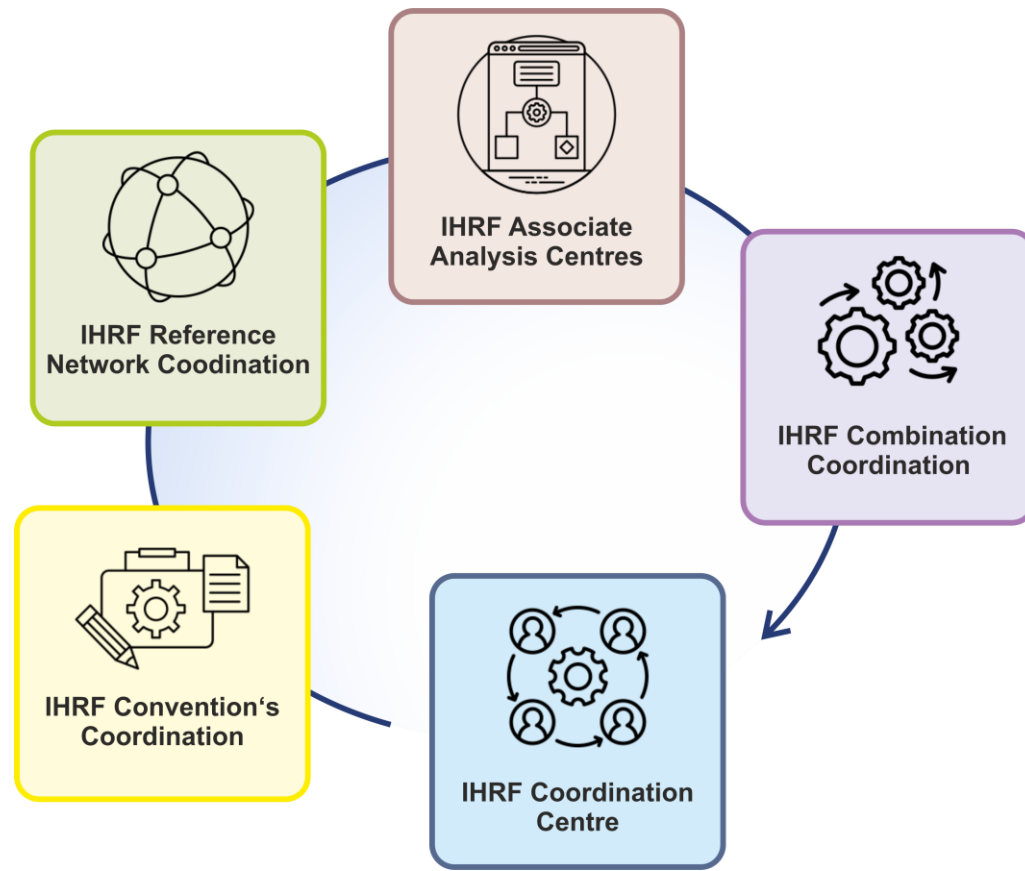 IHRF Associate
Analysis Centres
IHRF Reference
Network Coodination
IHRF Combination
Coordination
IHRF Convention‘s
Coordination
IHRF Coordination
Centre